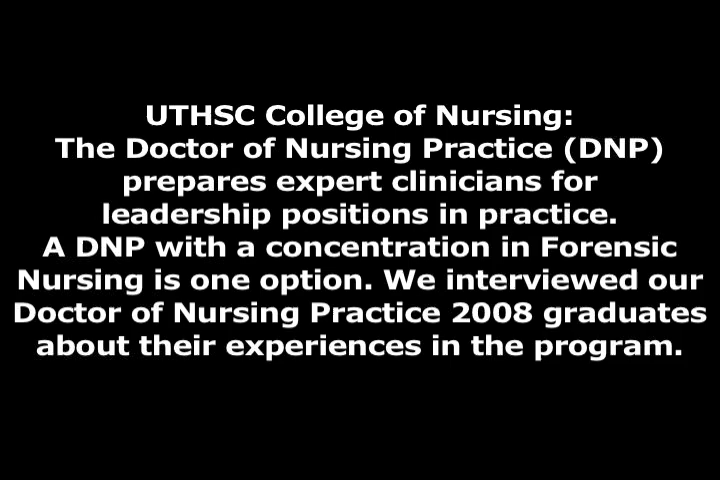 UTHSC College of Nursing:
The Doctor of Nursing Practice (DNP)
prepares expert clinicians for
leadership positions in practice.
A DNP with a concentration in Forensic
Nursing is one option. We interviewed our
Doctor of Nursing Practice 2008 graduates
about their experiences in the program.